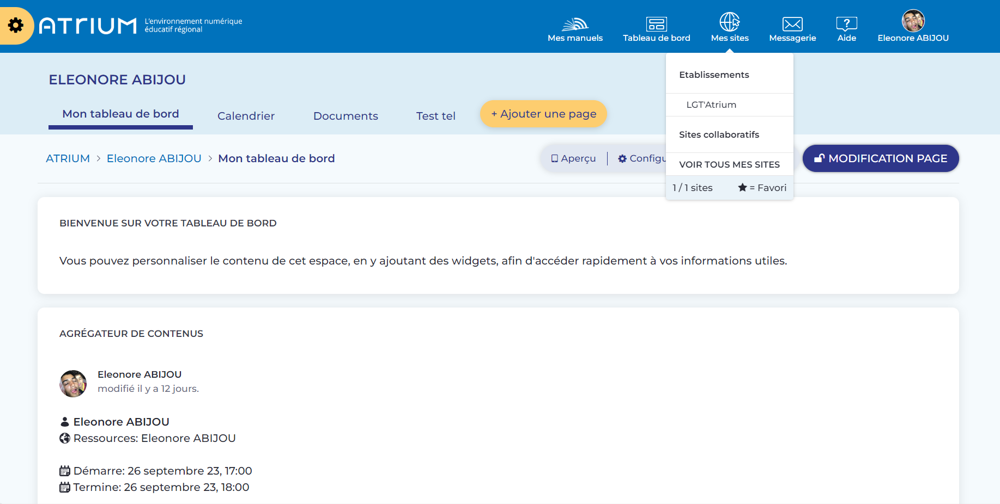 ATRIUM
L'environnement numérique
éducatif régional
Mes manuels
Tableau de bord
Mes sites
Messagerie
Aide
Eleonore ABIJOU
Etablissements
LGT'Atrium
Sites collaboratifs
VOIR TOUS MES SITES
1 / 1 sites
= Favori
ELEONORE ABIJOU
Mon tableau de bord
Calendrier
Documents
Test tel
+ Ajouter une page
ATRIUM > Eleonore ABIJOU > Mon tableau de bord
Aperçu
Configu
MODIFICATION PAGE
BIENVENUE SUR VOTRE TABLEAU DE BORD
Vous pouvez personnaliser le contenu de cet espace, en y ajoutant des widgets, afin d'accéder rapidement à vos informations utiles.
AGRÉGATEUR DE CONTENUS
Eleonore ABIJOU
modifié il y a 12 jours.
Eleonore ABIJOU
Ressources: Eleonore ABIJOU
Démarre: 26 septembre 23, 17:00
Termine: 26 septembre 23, 18:00